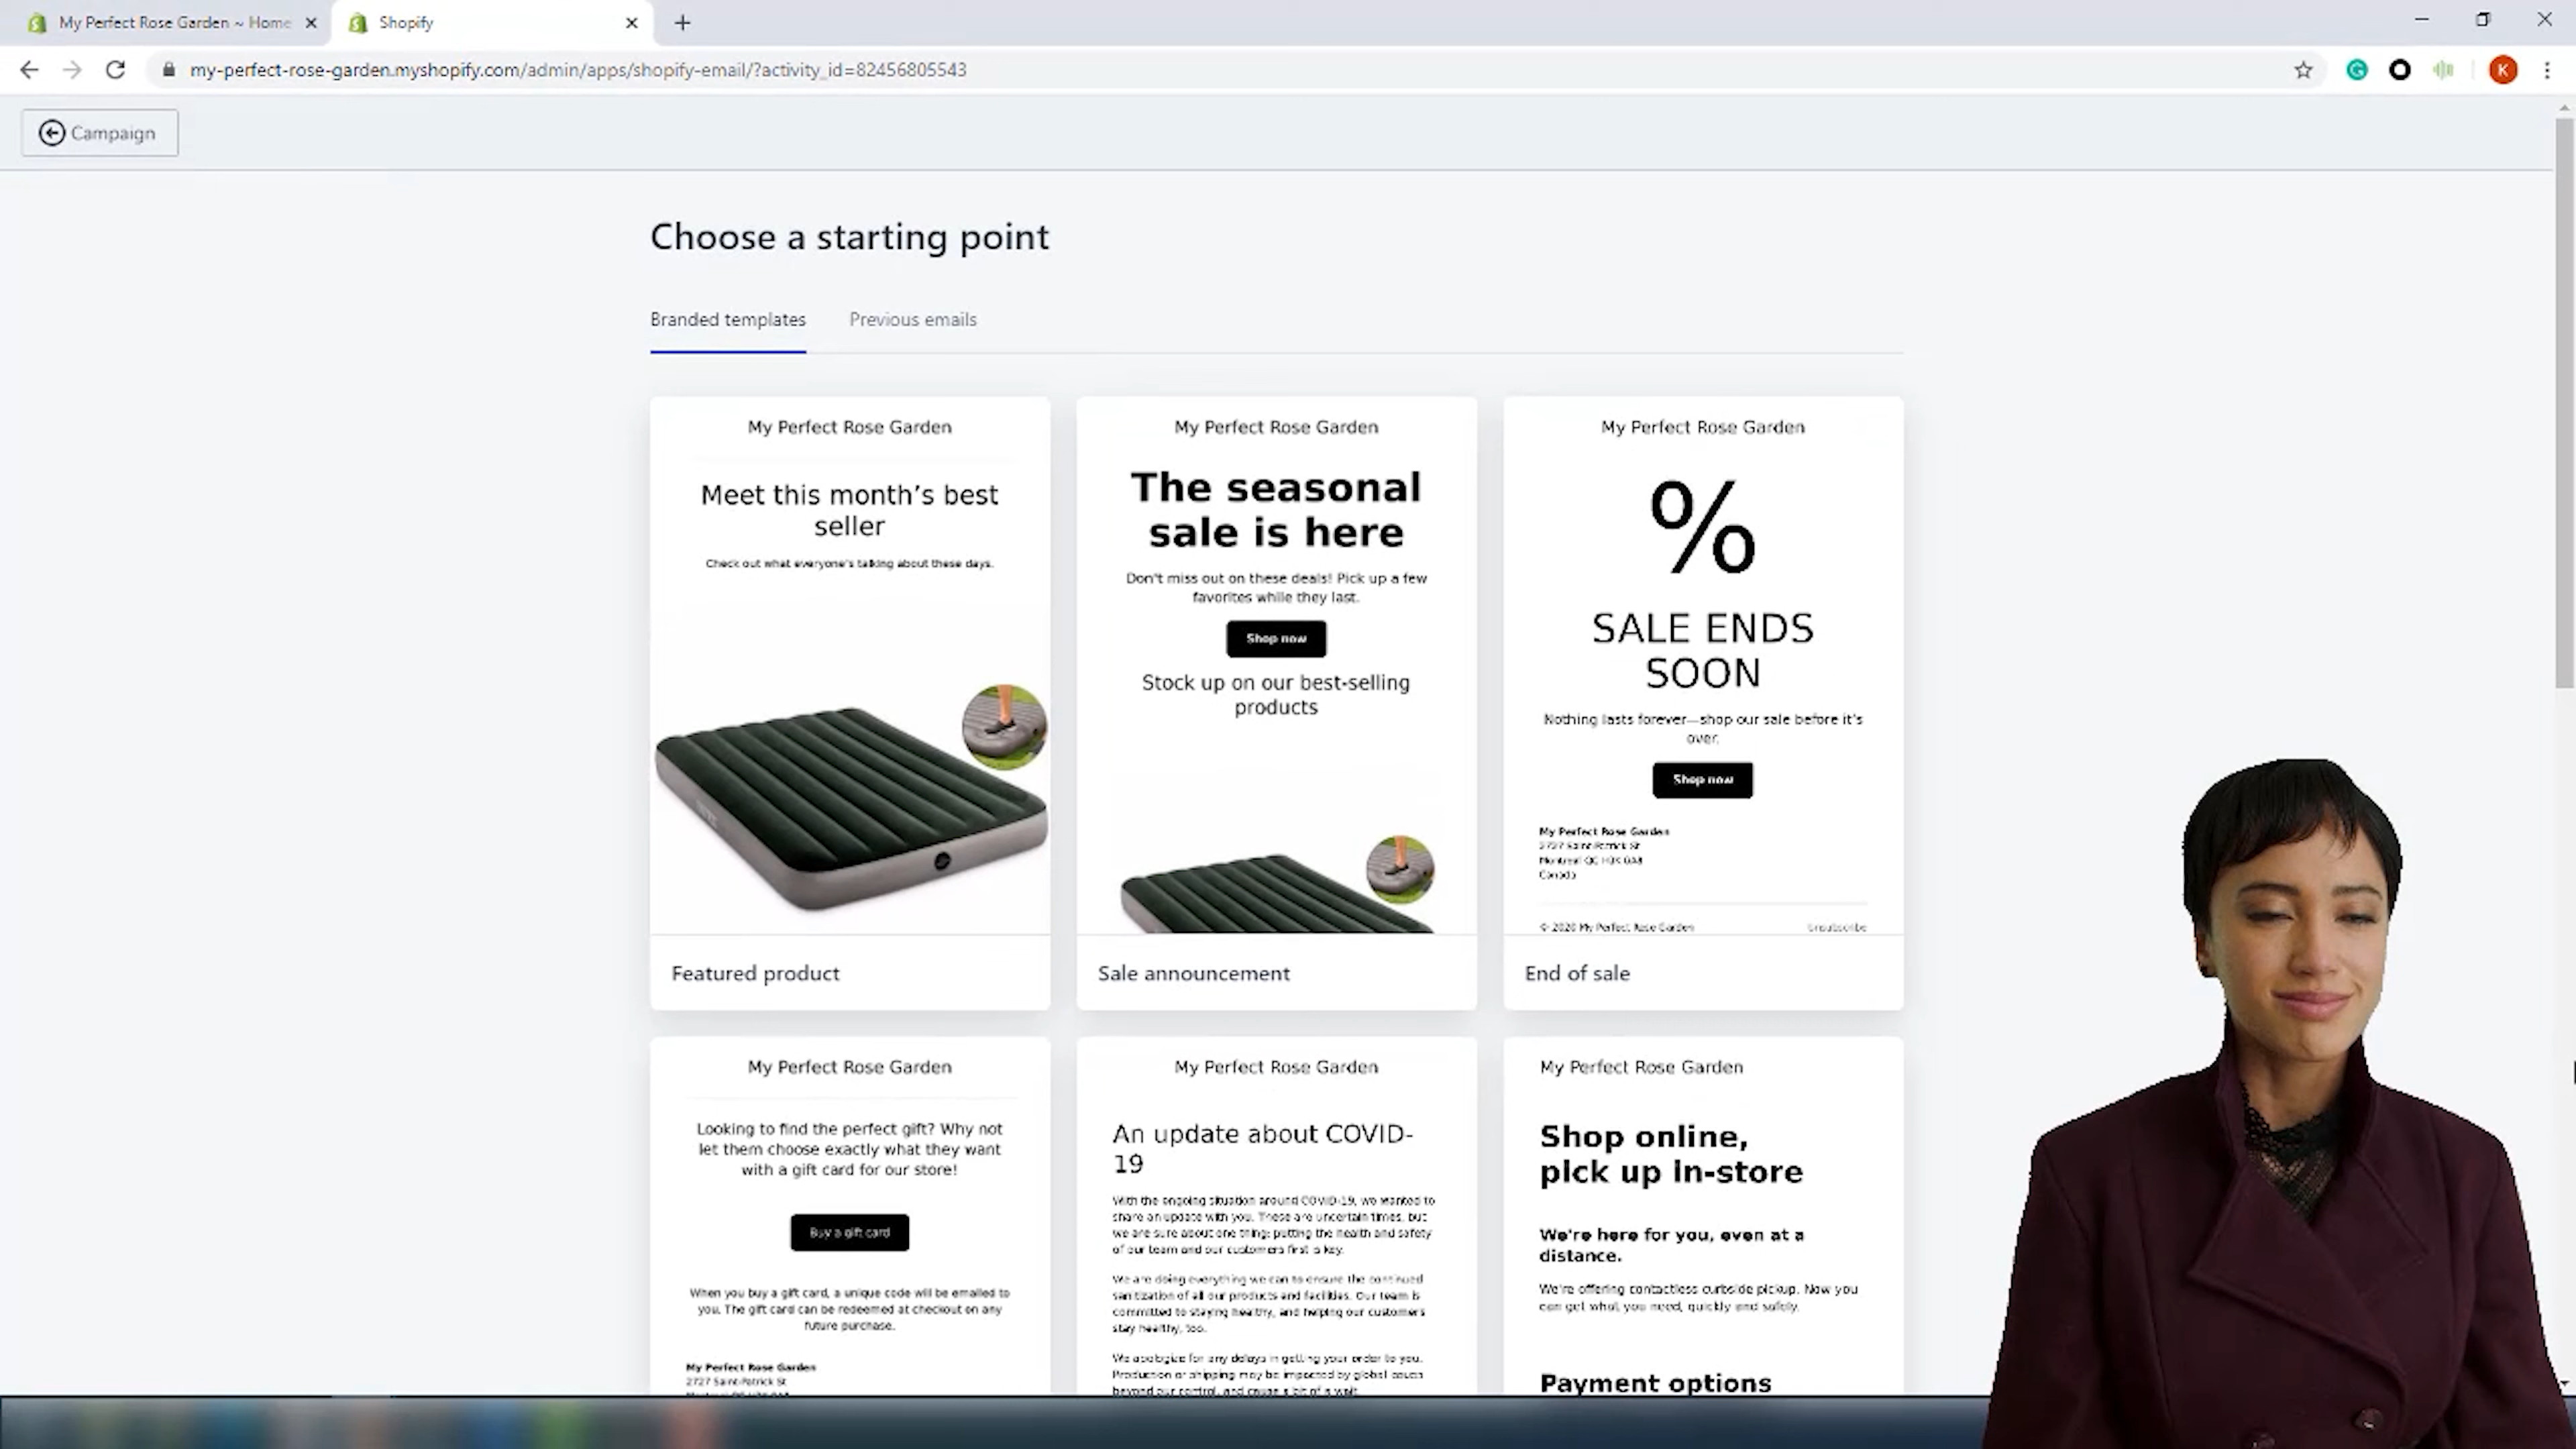 My Perfect Rose Garden ~ Home
Shopify
my-perfect-rose-garden.myshopify.com/admin/apps/shopify-email/?activity_id=82456805543
K
Campaign
Choose a starting point
Branded templates
Previous emails
My Perfect Rose Garden
Meet this month's best
seller
Check out what everyone's talking about these days.
Featured product
My Perfect Rose Garden
The seasonal
sale is here
Don't miss out on these deals! Pick up a few
favorites while they last.
Shop now
Stock up on our best-selling
products
Sale announcement
My Perfect Rose Garden
%
SALE ENDS
SOON
Nothing lasts forever—shop our sale before it's
over.
Shop now
My Perfect Rose Garden
2727 Saint-Patrick St
Montreal QC
Canada
© 2020 My Perfect Rose Garden
Unsubscribe
End of sale
My Perfect Rose Garden
Looking to find the perfect gift? Why not
let them choose exactly what they want
with a gift card for our store!
Buy a gift card
When you buy a gift card, a unique code will be emailed to
you. The gift card can be redeemed at checkout on any
future purchase.
My Perfect Rose Garden
2727 Saint-Patrick St
My Perfect Rose Garden
An update about COVID-
19
With the ongoing situation around COVID-19, we wanted to
share an update with you. These are uncertain times, but
we are sure about one thing: putting the health and safety
of our team and our customers first is key.
We are doing everything we can to ensure the continued
sanitization of all our products and facilities. Our team is
committed to staying healthy, and helping our customers
stay healthy, too.
We apologize for any delays in getting your order to you.
Production or shipping may be impacted by global issues
beyond our control, and cause a bit of a wait.
My Perfect Rose Garden
Shop online,
pick up in-store
We're here for you, even at a
distance.
We're offering contactless curbside pickup. Now you
can get what you need, quickly and safely.
Payment options